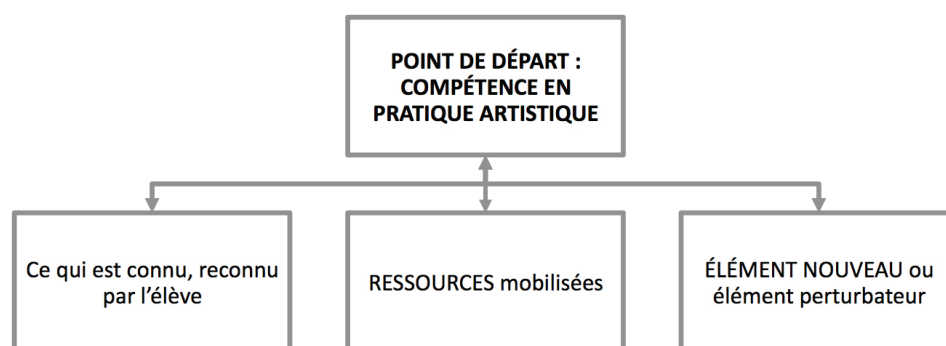 POINT DE DÉPART :
COMPÉTENCE EN
PRATIQUE ARTISTIQUE
Ce qui est connu, reconnu
par l’élève
RESSOURCES mobilisées
ÉLÉMENT NOUVEAU ou
élément perturbateur